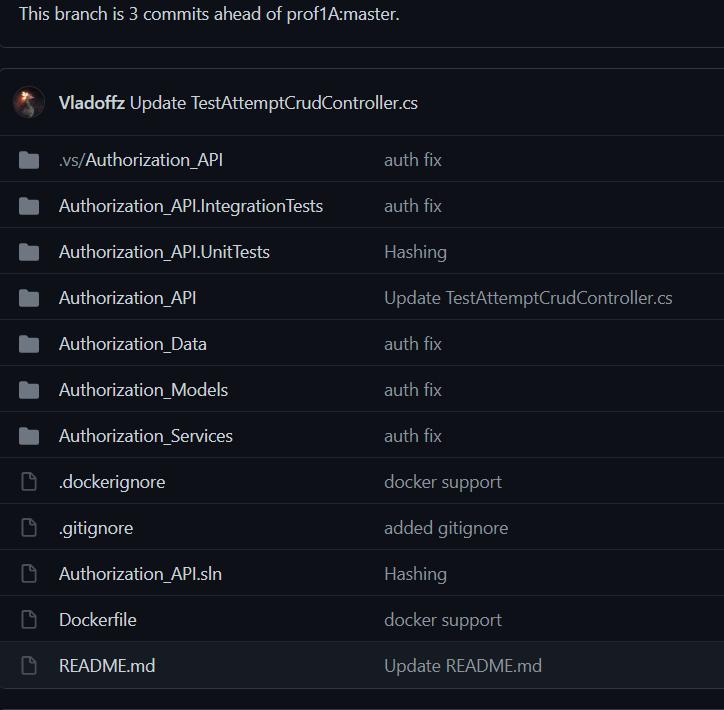 This branch is 3 commits ahead of prof1A:master.
Vladoffz Update TestAttemptCrudController.cs
.vs/Authorization_API auth fix
Authorization_API.IntegrationTests auth fix
Authorization_API.UnitTests Hashing
Authorization_API Update TestAttemptCrudController.cs
Authorization_Data auth fix
Authorization_Models auth fix
Authorization_Services auth fix
.dockerignore docker support
.gitignore added gitignore
Authorization_API.sln Hashing
Dockerfile docker support
README.md Update README.md